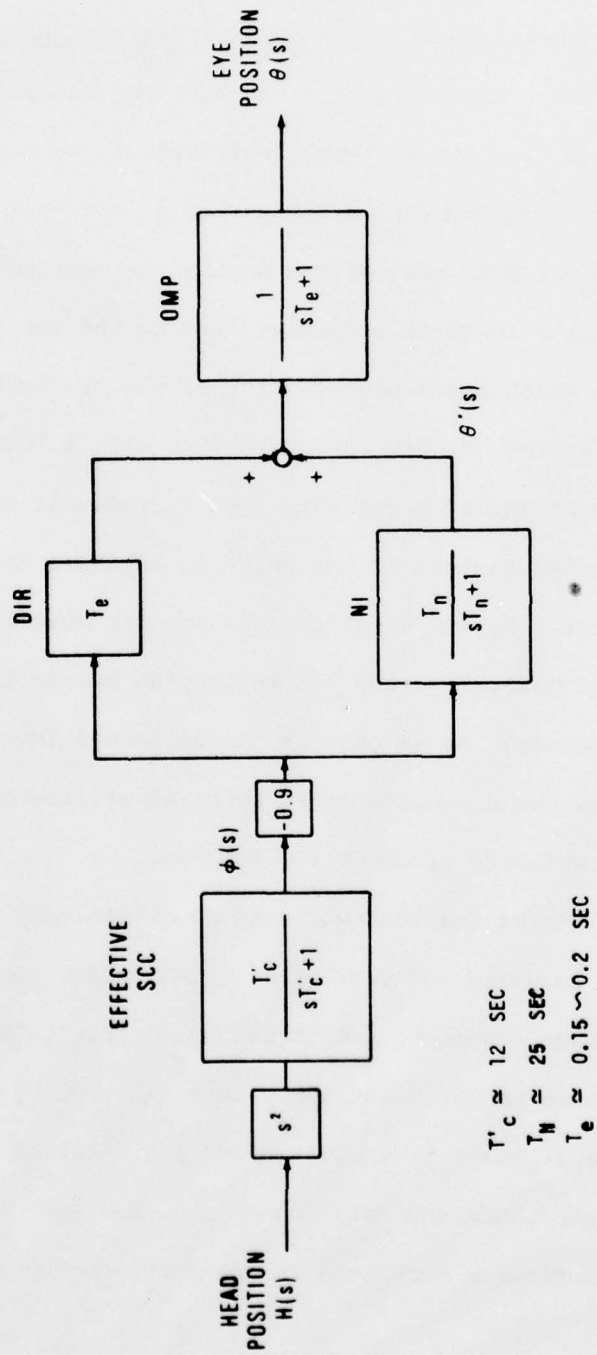 HEAD
POSITION
H(s)
s²
EFFECTIVE
SCC
T'c
sT'c+1
ϕ(s)
-0.9
DIR
Te
NI
Tn
sTn+1
+
+
θ'(s)
OMP
1
sTe+1
EYE
POSITION
θ(s)
T'c ≃ 12 SEC
TN ≃ 25 SEC
Te ≃ 0.15 ~ 0.2 SEC